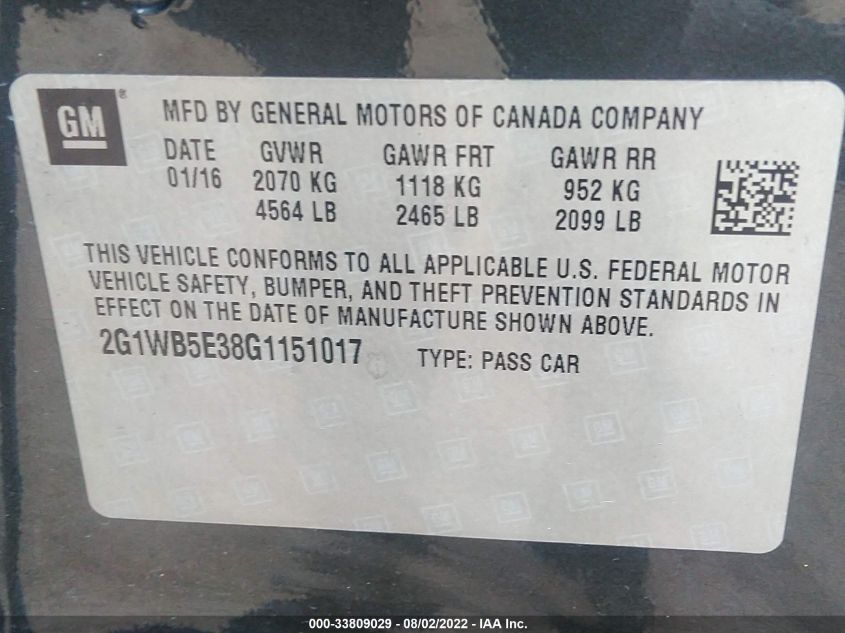 GM ®
MFD BY GENERAL MOTORS OF CANADA COMPANY
DATE GVWR GAWR FRT GAWR RR
01/16 2070 KG 1118 KG 952 KG
4564 LB 2465 LB 2099 LB
THIS VEHICLE CONFORMS TO ALL APPLICABLE U.S. FEDERAL MOTOR
VEHICLE SAFETY, BUMPER, AND THEFT PREVENTION STANDARDS IN
EFFECT ON THE DATE OF MANUFACTURE SHOWN ABOVE.
2G1WB5E38G1151017 TYPE: PASS CAR
000-33809029 - 08/02/2022 - IAA Inc.